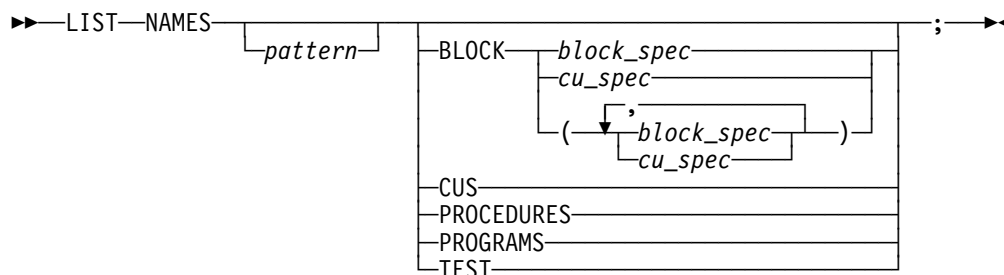 LIST NAMES ;
pattern BLOCK block_spec
cu_spec
,
( block_spec )
cu_spec
CUS
PROCEDURES
PROGRAMS
TEST